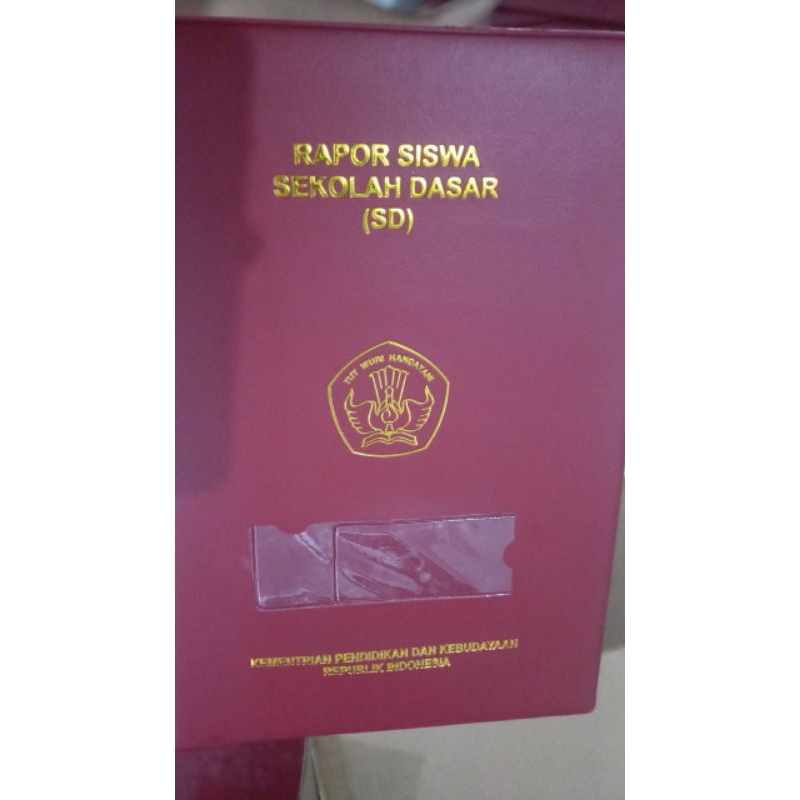 RAPOR SISWA
SEKOLAH DASAR
(SD)
TUT WURI HANDAYANI
KEMENTRIAN PENDIDIKAN DAN KEBUDAYAAN
REPUBLIK INDONESIA